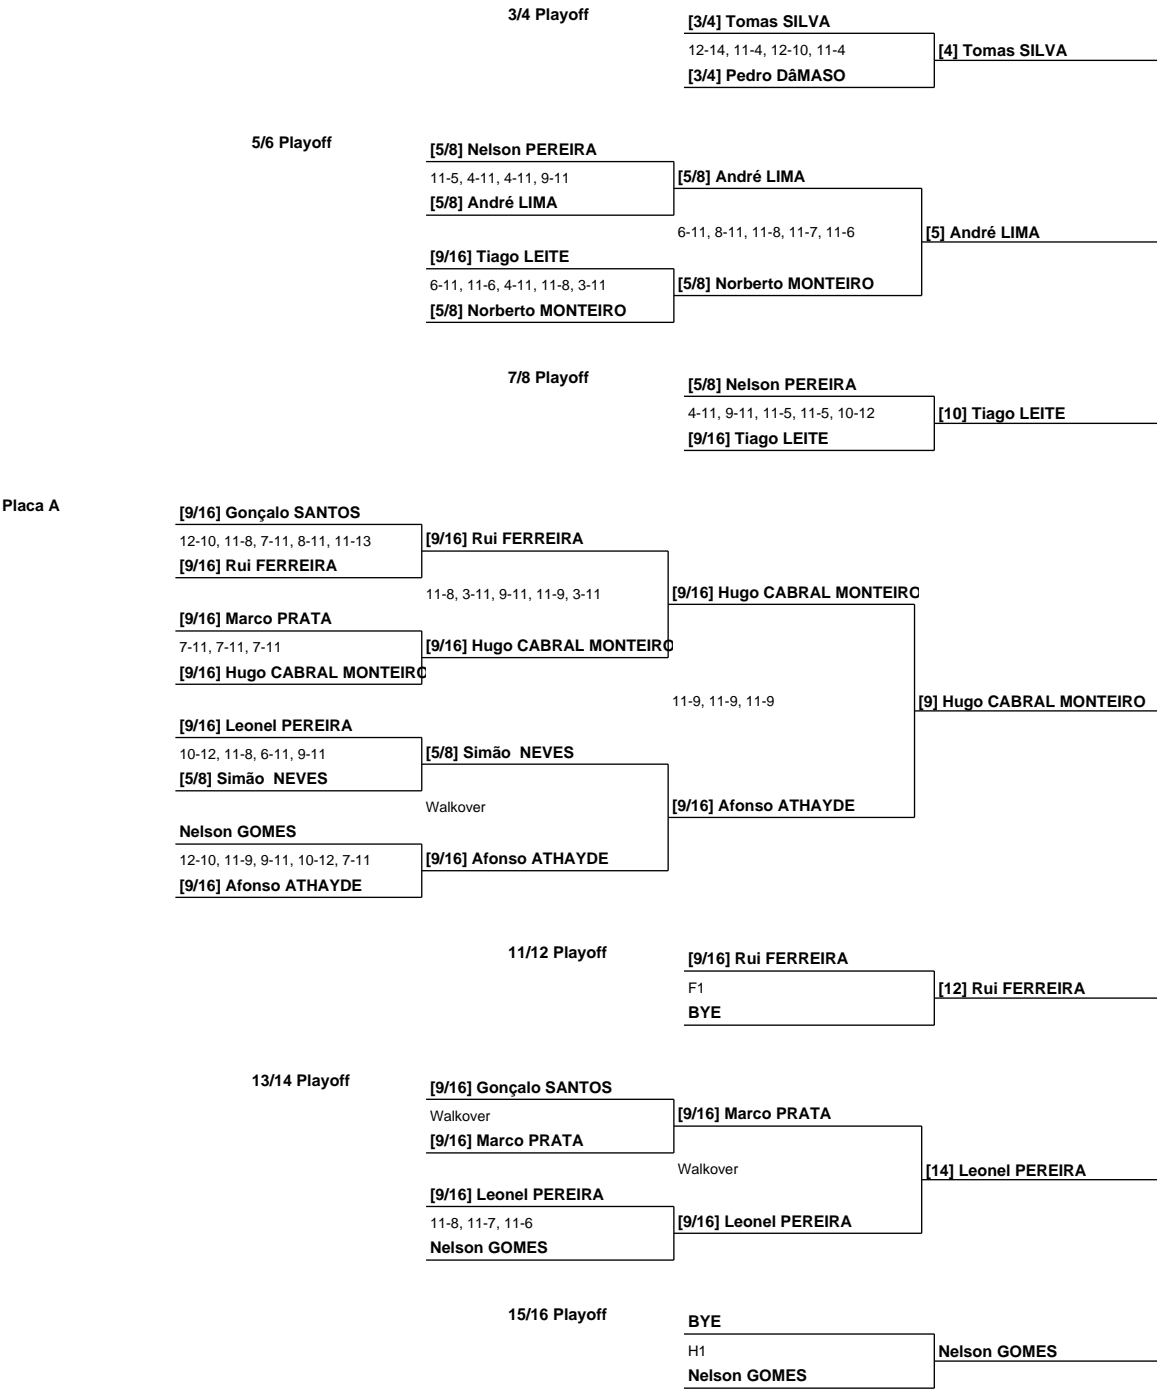 3/4 Playoff
[3/4] Tomas SILVA
12-14, 11-4, 12-10, 11-4
[4] Tomas SILVA
[3/4] Pedro DâMASO
5/6 Playoff
[5/8] Nelson PEREIRA
11-5, 4-11, 4-11, 9-11
[5/8] André LIMA
[5/8] André LIMA
6-11, 8-11, 11-8, 11-7, 11-6
[5] André LIMA
[9/16] Tiago LEITE
6-11, 11-6, 4-11, 11-8, 3-11
[5/8] Norberto MONTEIRO
[5/8] Norberto MONTEIRO
7/8 Playoff
[5/8] Nelson PEREIRA
4-11, 9-11, 11-5, 11-5, 10-12
[10] Tiago LEITE
[9/16] Tiago LEITE
Placa A
[9/16] Gonçalo SANTOS
12-10, 11-8, 7-11, 8-11, 11-13
[9/16] Rui FERREIRA
[9/16] Rui FERREIRA
11-8, 3-11, 9-11, 11-9, 3-11
[9/16] Hugo CABRAL MONTEIRO
[9/16] Marco PRATA
7-11, 7-11, 7-11
[9/16] Hugo CABRAL MONTEIRO
[9/16] Hugo CABRAL MONTEIRO
11-9, 11-9, 11-9
[9] Hugo CABRAL MONTEIRO
[9/16] Leonel PEREIRA
10-12, 11-8, 6-11, 9-11
[5/8] Simão NEVES
[5/8] Simão NEVES
Walkover
[9/16] Afonso ATHAYDE
Nelson GOMES
12-10, 11-9, 9-11, 10-12, 7-11
[9/16] Afonso ATHAYDE
[9/16] Afonso ATHAYDE
11/12 Playoff
[9/16] Rui FERREIRA
F1
[12] Rui FERREIRA
BYE
13/14 Playoff
[9/16] Gonçalo SANTOS
Walkover
[9/16] Marco PRATA
[9/16] Marco PRATA
Walkover
[14] Leonel PEREIRA
[9/16] Leonel PEREIRA
11-8, 11-7, 11-6
[9/16] Leonel PEREIRA
Nelson GOMES
15/16 Playoff
BYE
H1
Nelson GOMES
Nelson GOMES